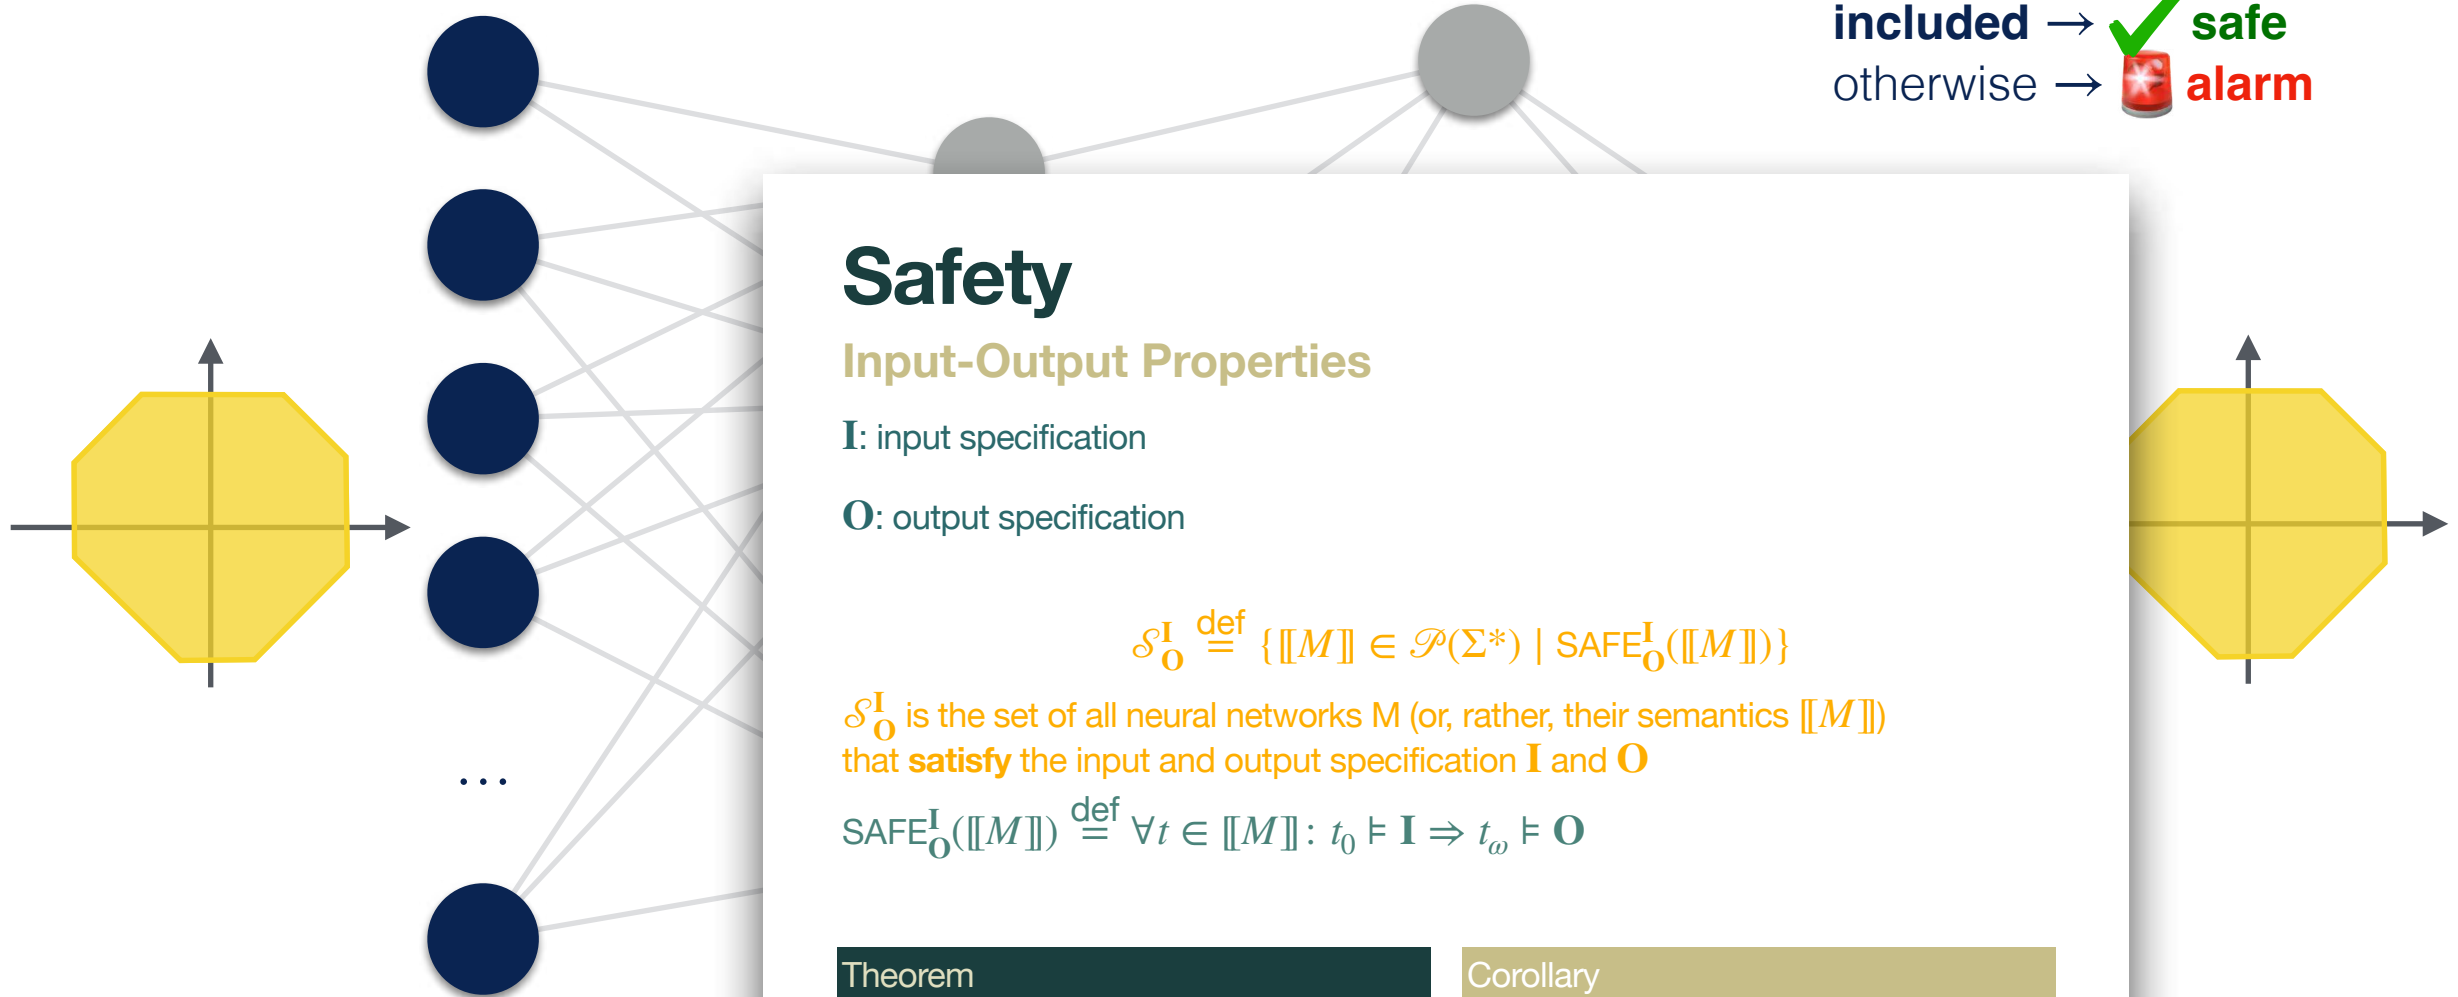 included → ✔ safe
otherwise → 🚨 alarm
Safety
Input-Output Properties
I: input specification
O: output specification
𝒮^I_O ≝ {⟦M⟧ ∈ 𝒫(Σ*) | SAFE^I_O(⟦M⟧)}
𝒮^I_O is the set of all neural networks M (or, rather, their semantics ⟦M⟧)
that satisfy the input and output specification I and O
SAFE^I_O(⟦M⟧) ≝ ∀t ∈ ⟦M⟧: t₀ ⊧ I ⇒ t_ω ⊧ O
...
Theorem
Corollary